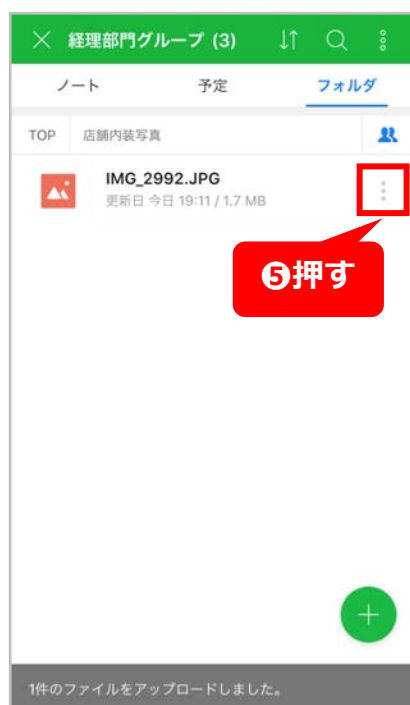 経理部門グループ (3)
ノート 予定 フォルダ
TOP 店舗内装写真
IMG_2992.JPG
更新日 今日 19:11 / 1.7 MB
❺押す
1件のファイルをアップロードしました。